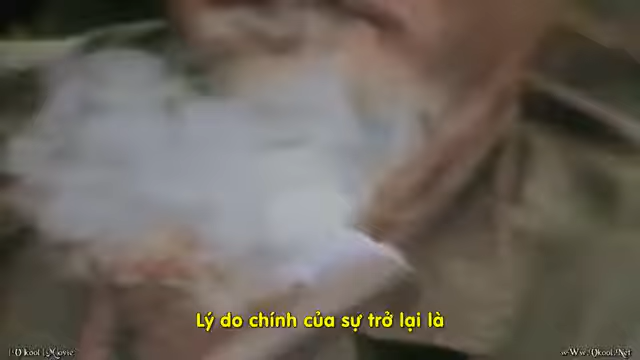 Lý do chính của sự trở lại là